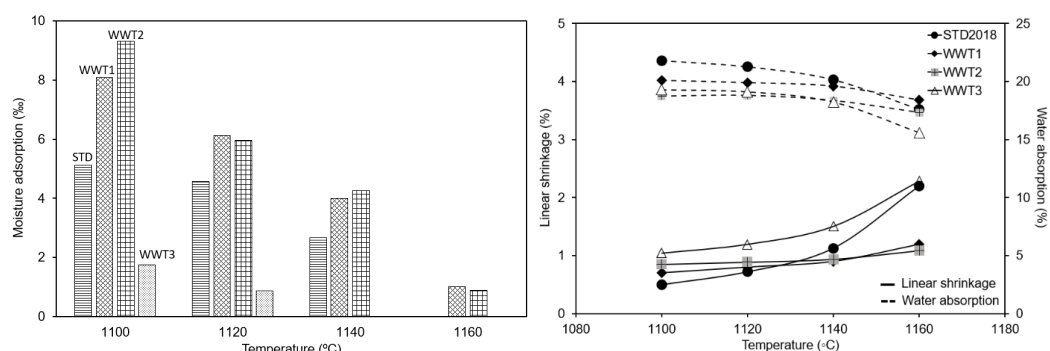 10
8
6
4
2
0
Moisture adsorption (‰)
STD
WWT1
WWT2
WWT3
1100
1120
1140
1160
Temperature (ºC)
5
4
3
2
1
0
Linear shrinkage (%)
25
20
15
10
5
0
Water absorption (%)
STD2018
WWT1
WWT2
WWT3
Linear shrinkage
Water absorption
1080
1100
1120
1140
1160
1180
Temperature (◦C)